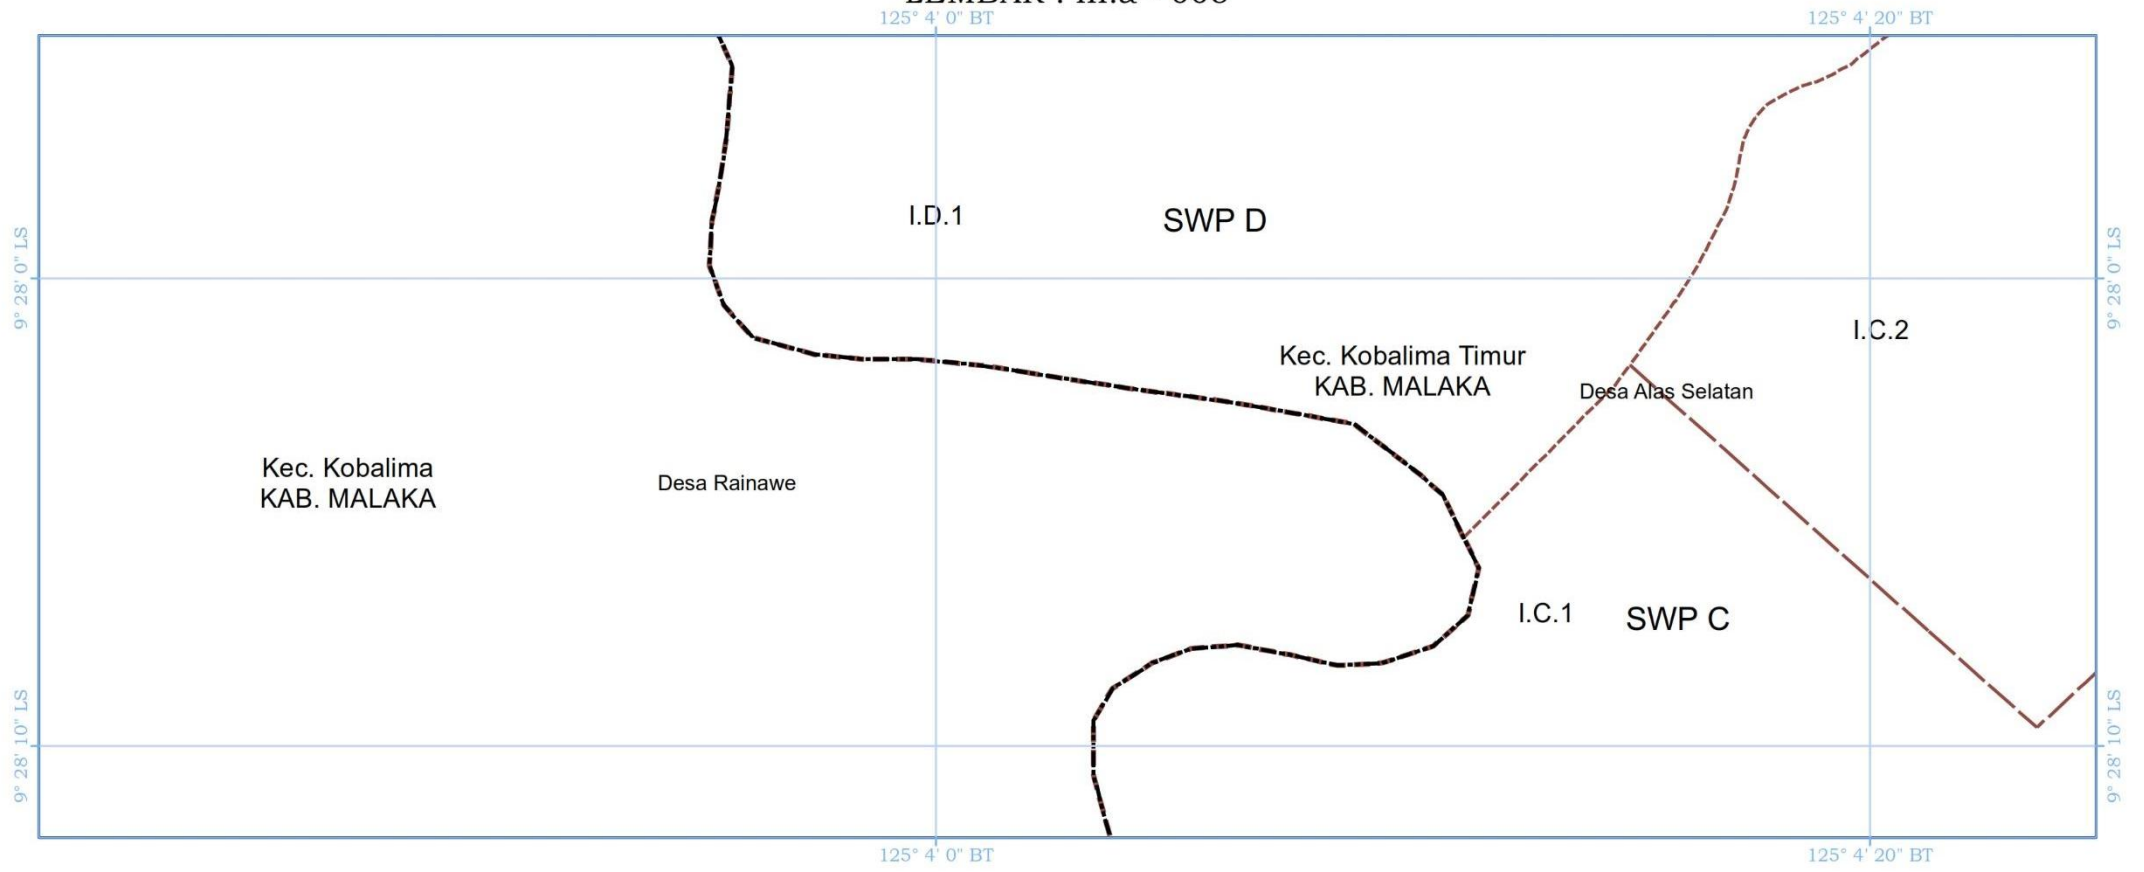 125° 4' 0" BT
125° 4' 20" BT
I.D.1
SWP D
9° 28' 0" LS
9° 28' 0" LS
I.C.2
Kec. Kobalima Timur
KAB. MALAKA
Desa Alas Selatan
Kec. Kobalima
KAB. MALAKA
Desa Rainawe
I.C.1
SWP C
9° 28' 10" LS
9° 28' 10" LS
125° 4' 0" BT
125° 4' 20" BT